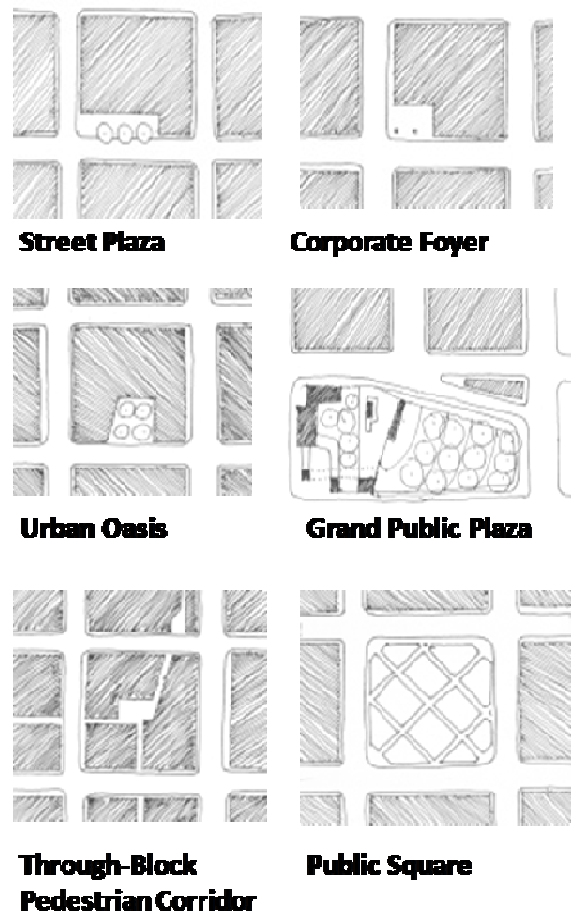 Street Plaza
Corporate Foyer
Urban Oasis
Grand Public Plaza
Through-Block
Pedestrian Corridor
Public Square